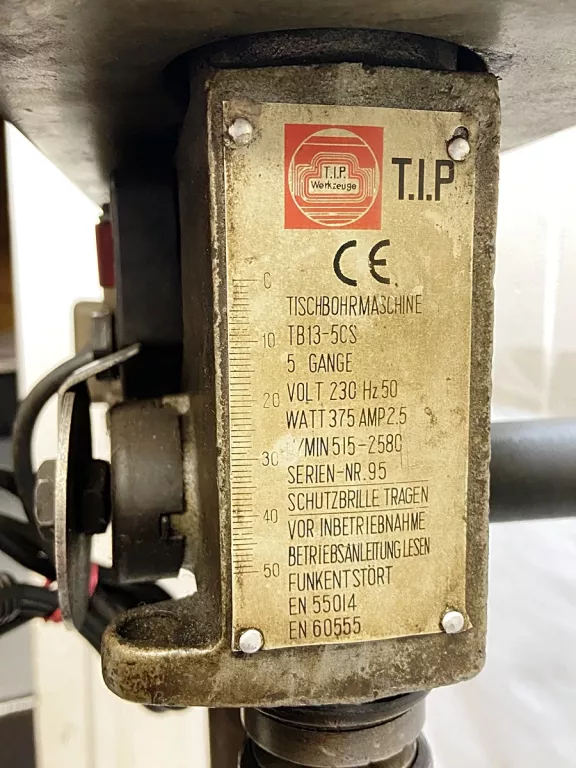 T.I.P.
Werkzeuge
T.I.P
CE
0
TISCHBOHRMASCHINE
10
TB13-5CS
5 GANGE
20
VOLT 230 Hz 50
WATT 375 AMP 2.5
/MIN 515-2580
30
SERIEN-NR. 95
SCHUTZBRILLE TRAGEN
40
VOR INBETRIEBNAHME
BETRIEBSANLEITUNG LESEN
50
FUNKENTSTÖRT
EN 55014
EN 60555